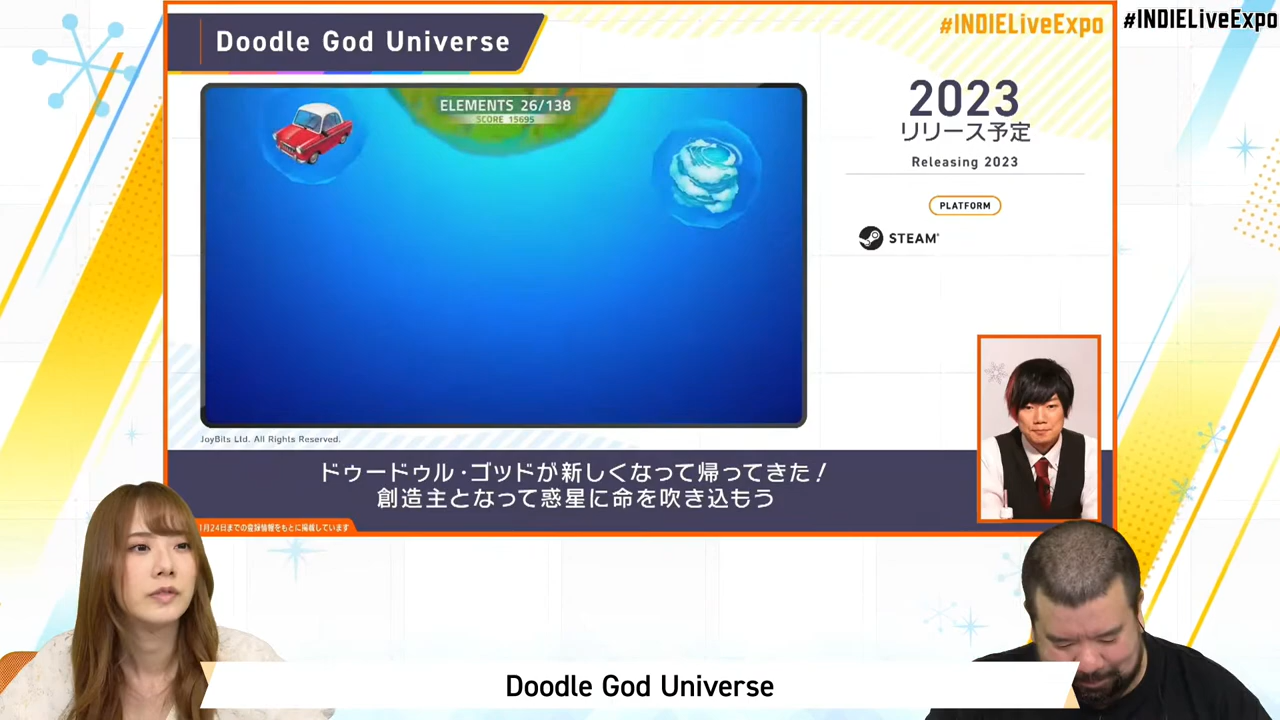 Doodle God Universe
#INDIELiveExpo
#INDIELiveExpo
ELEMENTS 26/138
SCORE 15695
2023
リリース予定
Releasing 2023
PLATFORM
STEAM
JoyBits Ltd. All Rights Reserved.
ドゥードゥル・ゴッドが新しくなって帰ってきた!
創造主となって惑星に命を吹き込もう
1月24日までの登録情報をもとに掲載しています
Doodle God Universe